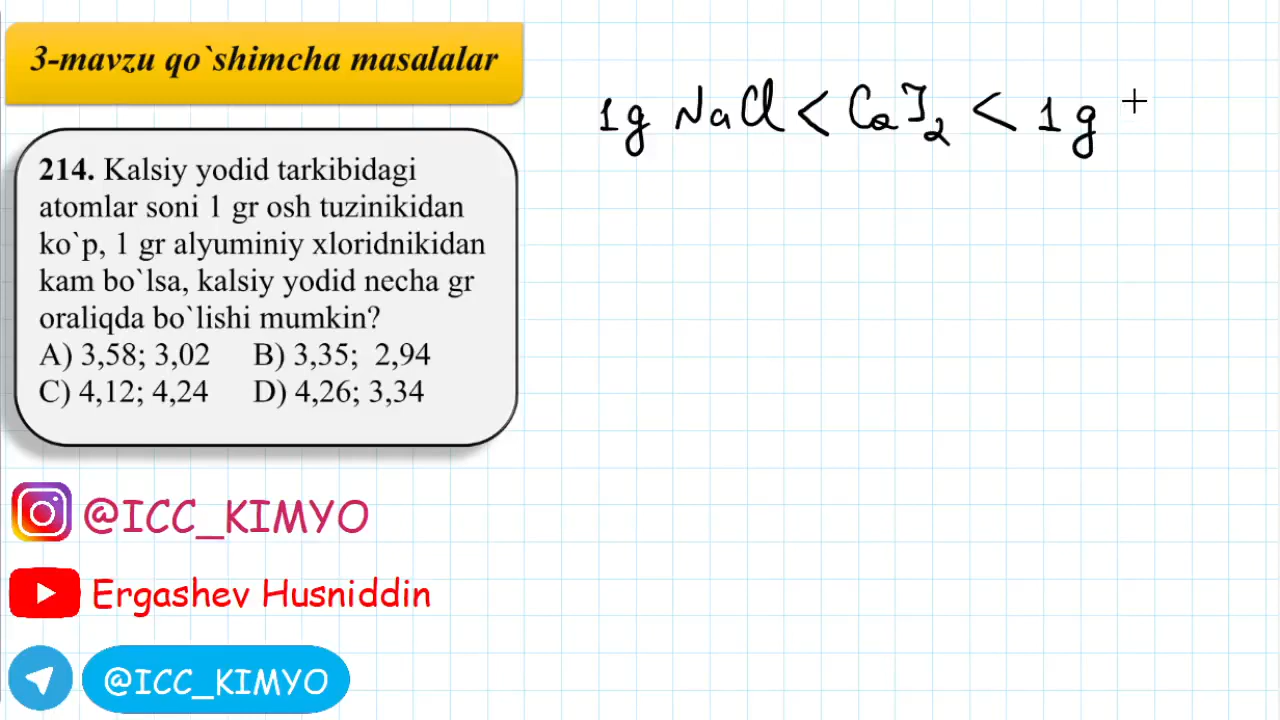 3-mavzu qo`shimcha masalalar
1g NaCl < CaI2 < 1g
214. Kalsiy yodid tarkibidagi
atomlar soni 1 gr osh tuzinikidan
ko`p, 1 gr alyuminiy xloridnikidan
kam bo`lsa, kalsiy yodid necha gr
oraliqda bo`lishi mumkin?
A) 3,58; 3,02 B) 3,35; 2,94
C) 4,12; 4,24 D) 4,26; 3,34
@ICC_KIMYO
Ergashev Husniddin
@ICC_KIMYO